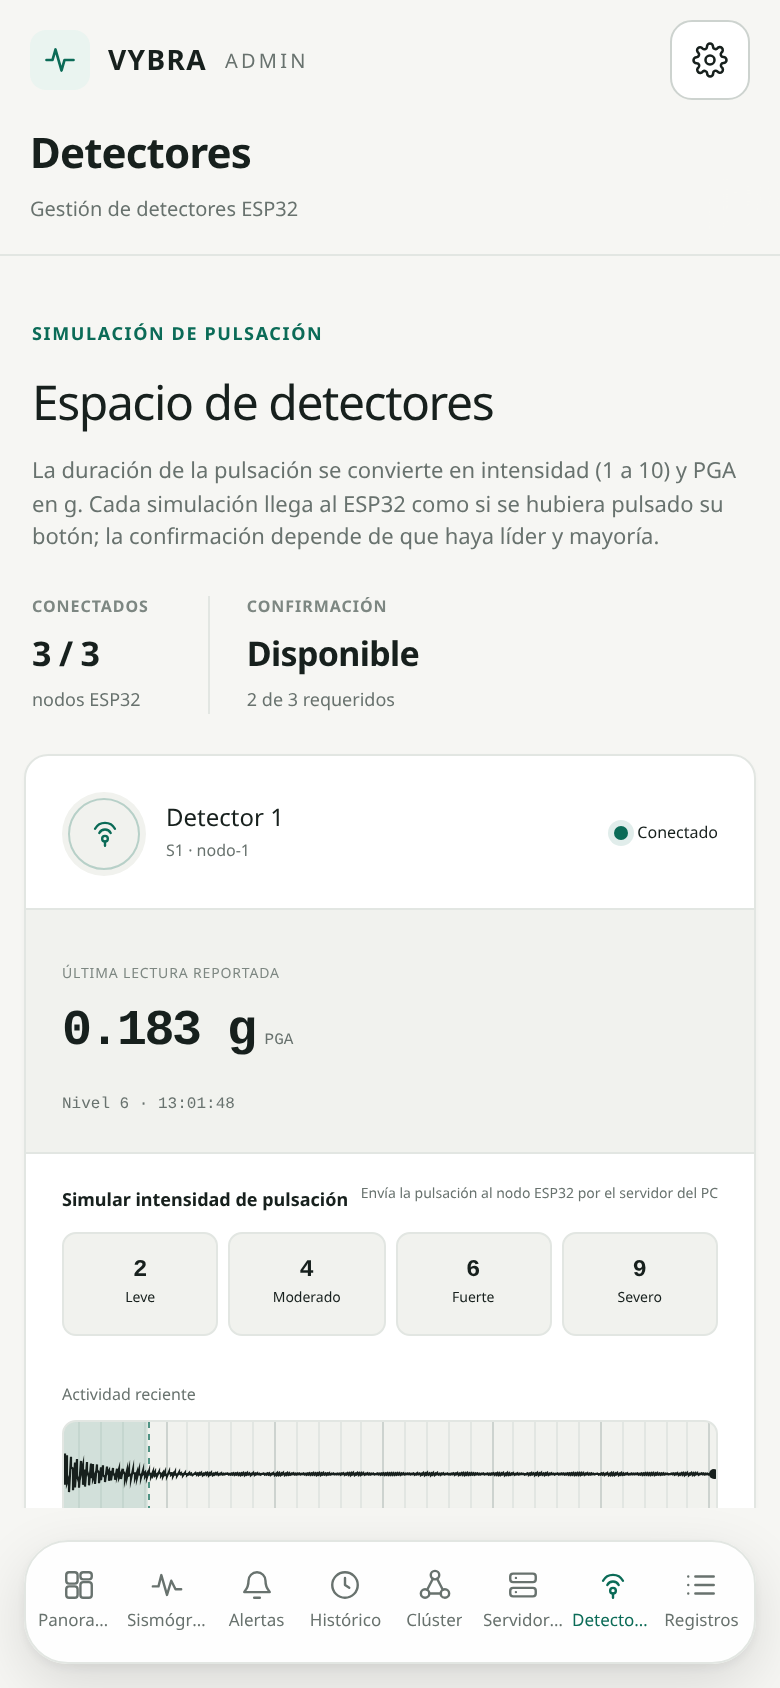 VYBRA ADMIN
Detectores
Gestión de detectores ESP32
SIMULACIÓN DE PULSACIÓN
Espacio de detectores
La duración de la pulsación se convierte en intensidad (1 a 10) y PGA
en g. Cada simulación llega al ESP32 como si se hubiera pulsado su
botón; la confirmación depende de que haya líder y mayoría.
CONECTADOS
3 / 3
nodos ESP32
CONFIRMACIÓN
Disponible
2 de 3 requeridos
Detector 1
S1 · nodo-1
Conectado
ÚLTIMA LECTURA REPORTADA
0.183 g PGA
Nivel 6 · 13:01:48
Simular intensidad de pulsación
Envía la pulsación al nodo ESP32 por el servidor del PC
2
Leve
4
Moderado
6
Fuerte
9
Severo
Actividad reciente
Panora...
Sismógr...
Alertas
Histórico
Clúster
Servidor...
Detecto...
Registros